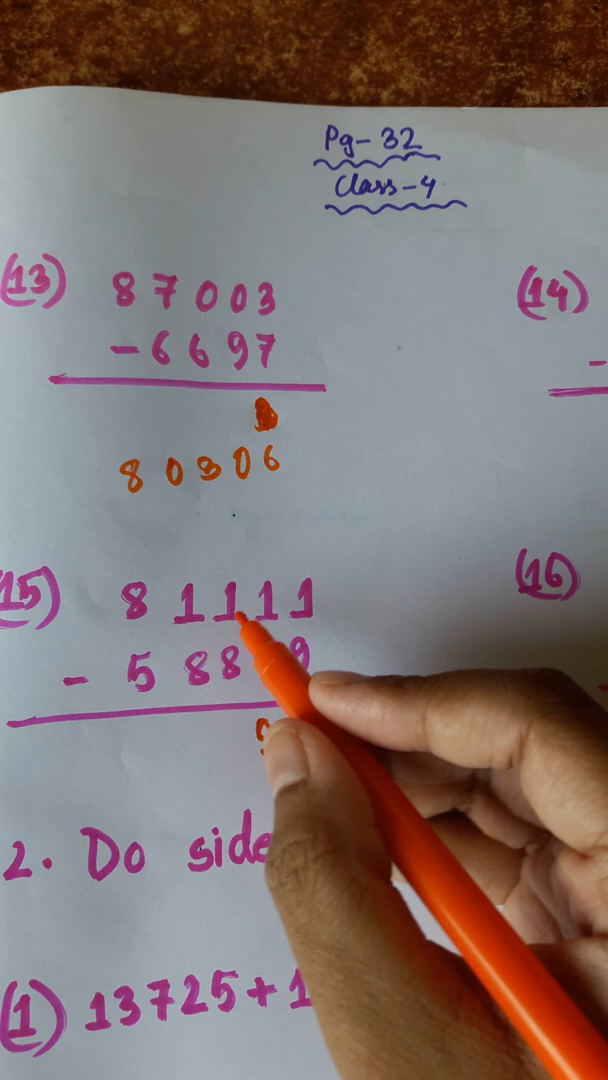 Pg-32
Class-4.
(13) 87003
-6697
80306
(14)
-
(15) 81111
- 588 9
(16)
2. Do side
(1) 13725+1